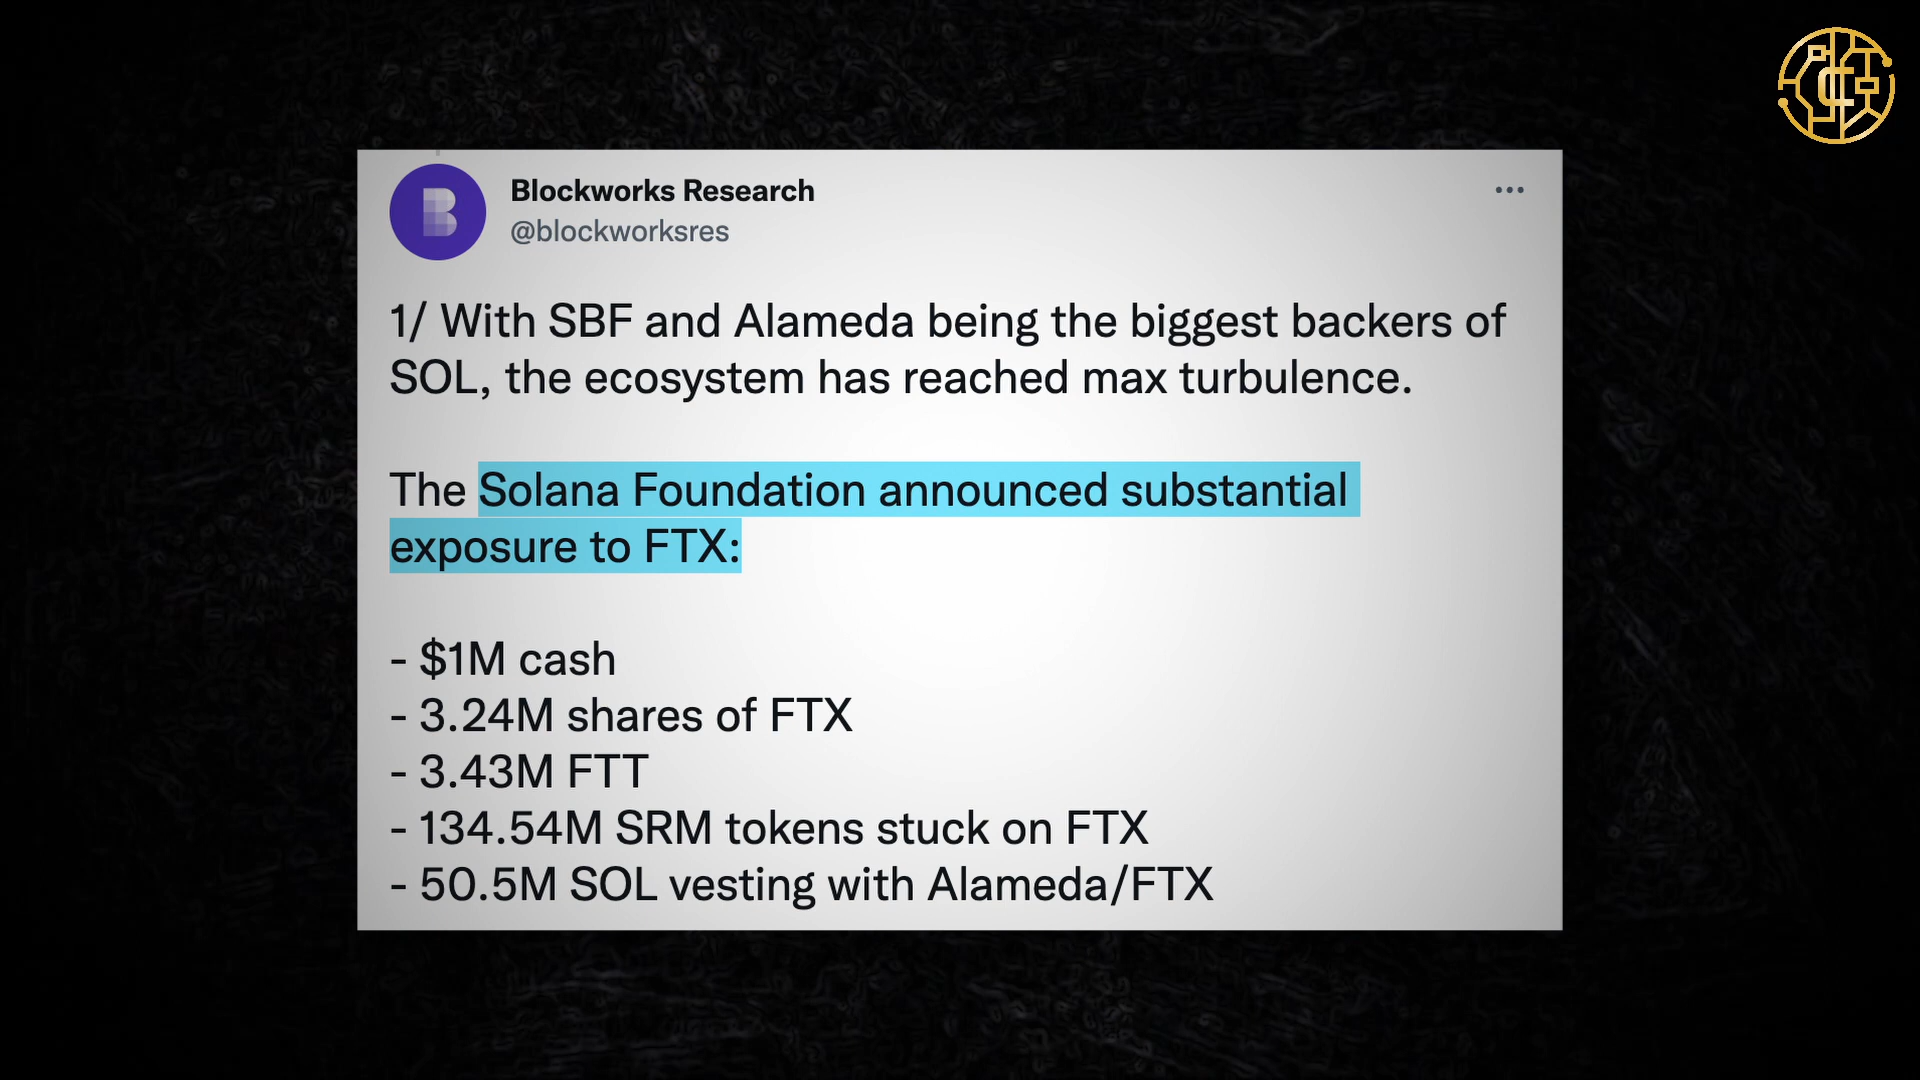 Blockworks Research
@blockworksres
1/ With SBF and Alameda being the biggest backers of
SOL, the ecosystem has reached max turbulence.
The Solana Foundation announced substantial
exposure to FTX:
- $1M cash
- 3.24M shares of FTX
- 3.43M FTT
- 134.54M SRM tokens stuck on FTX
- 50.5M SOL vesting with Alameda/FTX